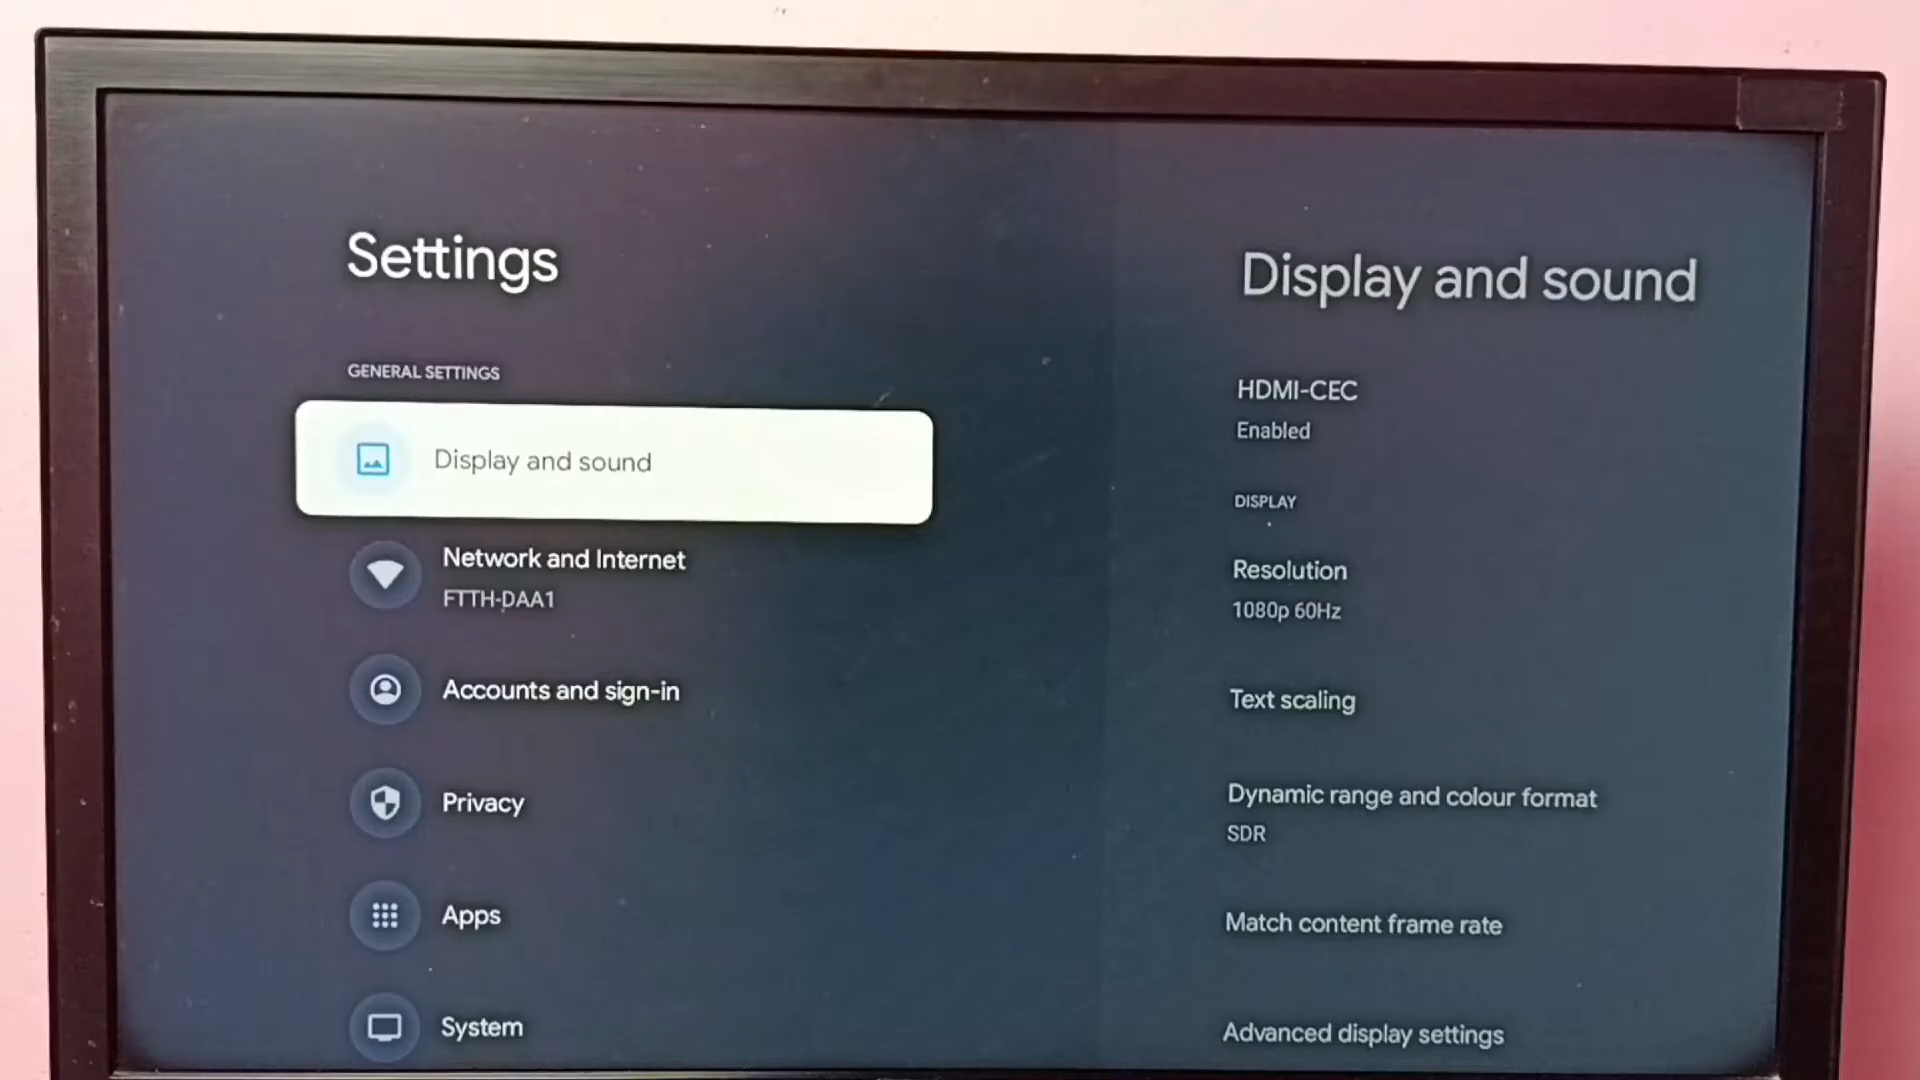 Settings
GENERAL SETTINGS
Display and sound
Network and Internet
FTTH-DAA1
Accounts and sign-in
Privacy
Apps
System
Display and sound
HDMI-CEC
Enabled
DISPLAY
Resolution
1080p 60Hz
Text scaling
Dynamic range and colour format
SDR
Match content frame rate
Advanced display settings